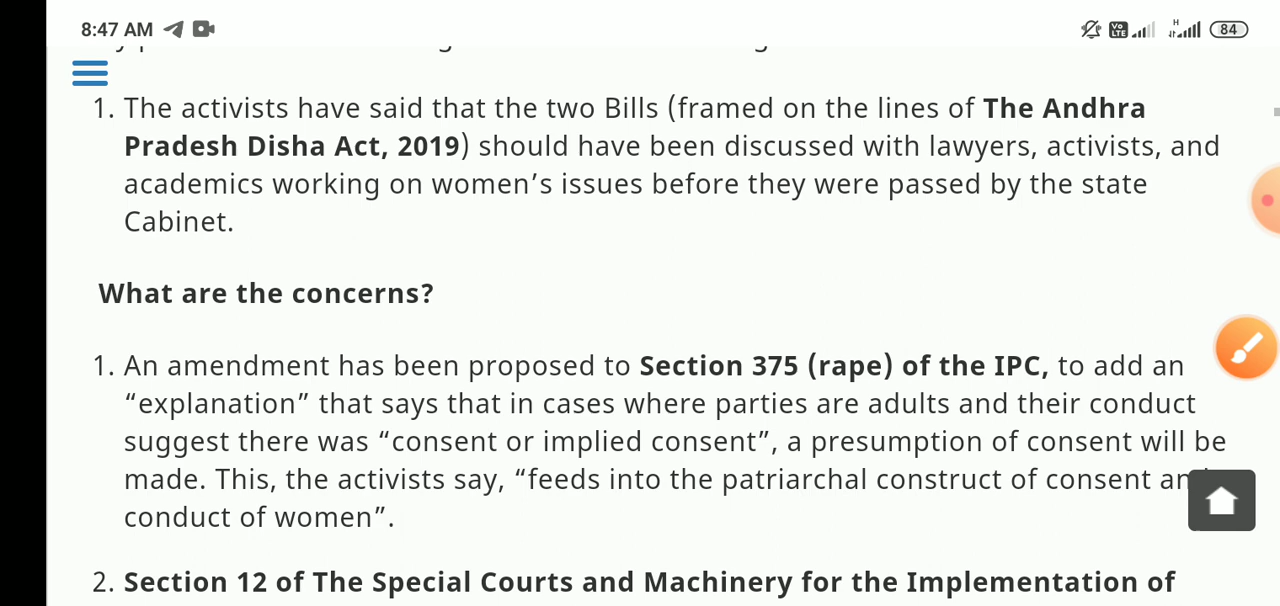 8:47 AM
Vo LTE
H
84
1. The activists have said that the two Bills (framed on the lines of The Andhra
Pradesh Disha Act, 2019) should have been discussed with lawyers, activists, and
academics working on women’s issues before they were passed by the state
Cabinet.
What are the concerns?
1. An amendment has been proposed to Section 375 (rape) of the IPC, to add an
“explanation” that says that in cases where parties are adults and their conduct
suggest there was “consent or implied consent”, a presumption of consent will be
made. This, the activists say, “feeds into the patriarchal construct of consent
conduct of women”.
2. Section 12 of The Special Courts and Machinery for the Implementation of